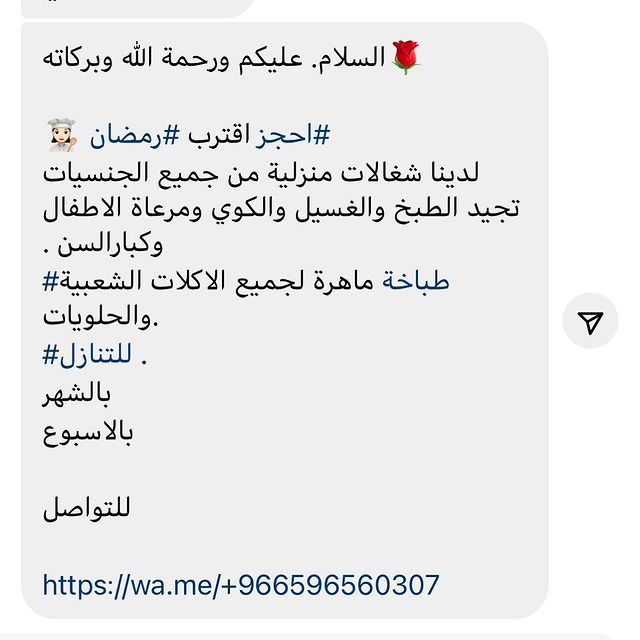 🌹السلام. عليكم ورحمة الله وبركاته
#احجز اقترب #رمضان 👩🏻‍🍳
لدينا شغالات منزلية من جميع الجنسيات
تجيد الطبخ والغسيل والكوي ومرعاة الاطفال
وكبارالسن .
#طباخة ماهرة لجميع الاكلات الشعبية
والحلويات.
#للتنازل .
بالشهر
بالاسبوع
للتواصل
https://wa.me/+966596560307